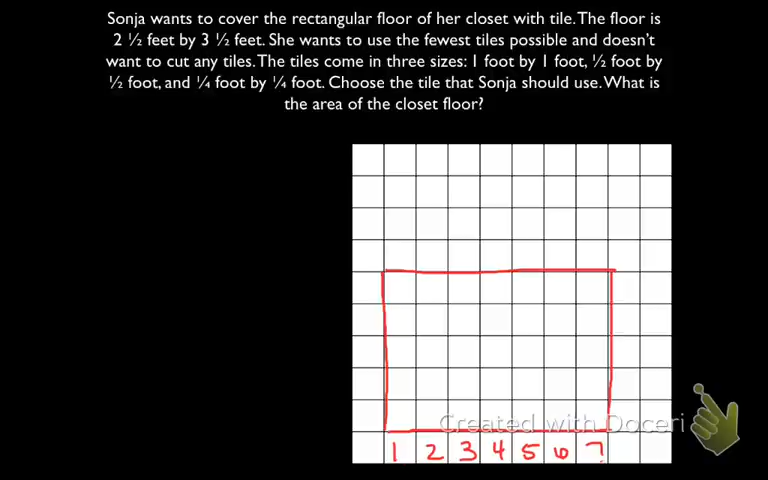 Sonja wants to cover the rectangular floor of her closet with tile. The floor is
2 ½ feet by 3 ½ feet. She wants to use the fewest tiles possible and doesn't
want to cut any tiles. The tiles come in three sizes: 1 foot by 1 foot, ½ foot by
½ foot, and ¼ foot by ¼ foot. Choose the tile that Sonja should use. What is
the area of the closet floor?
Created with Doceri
1 2 3 4 5 6 7